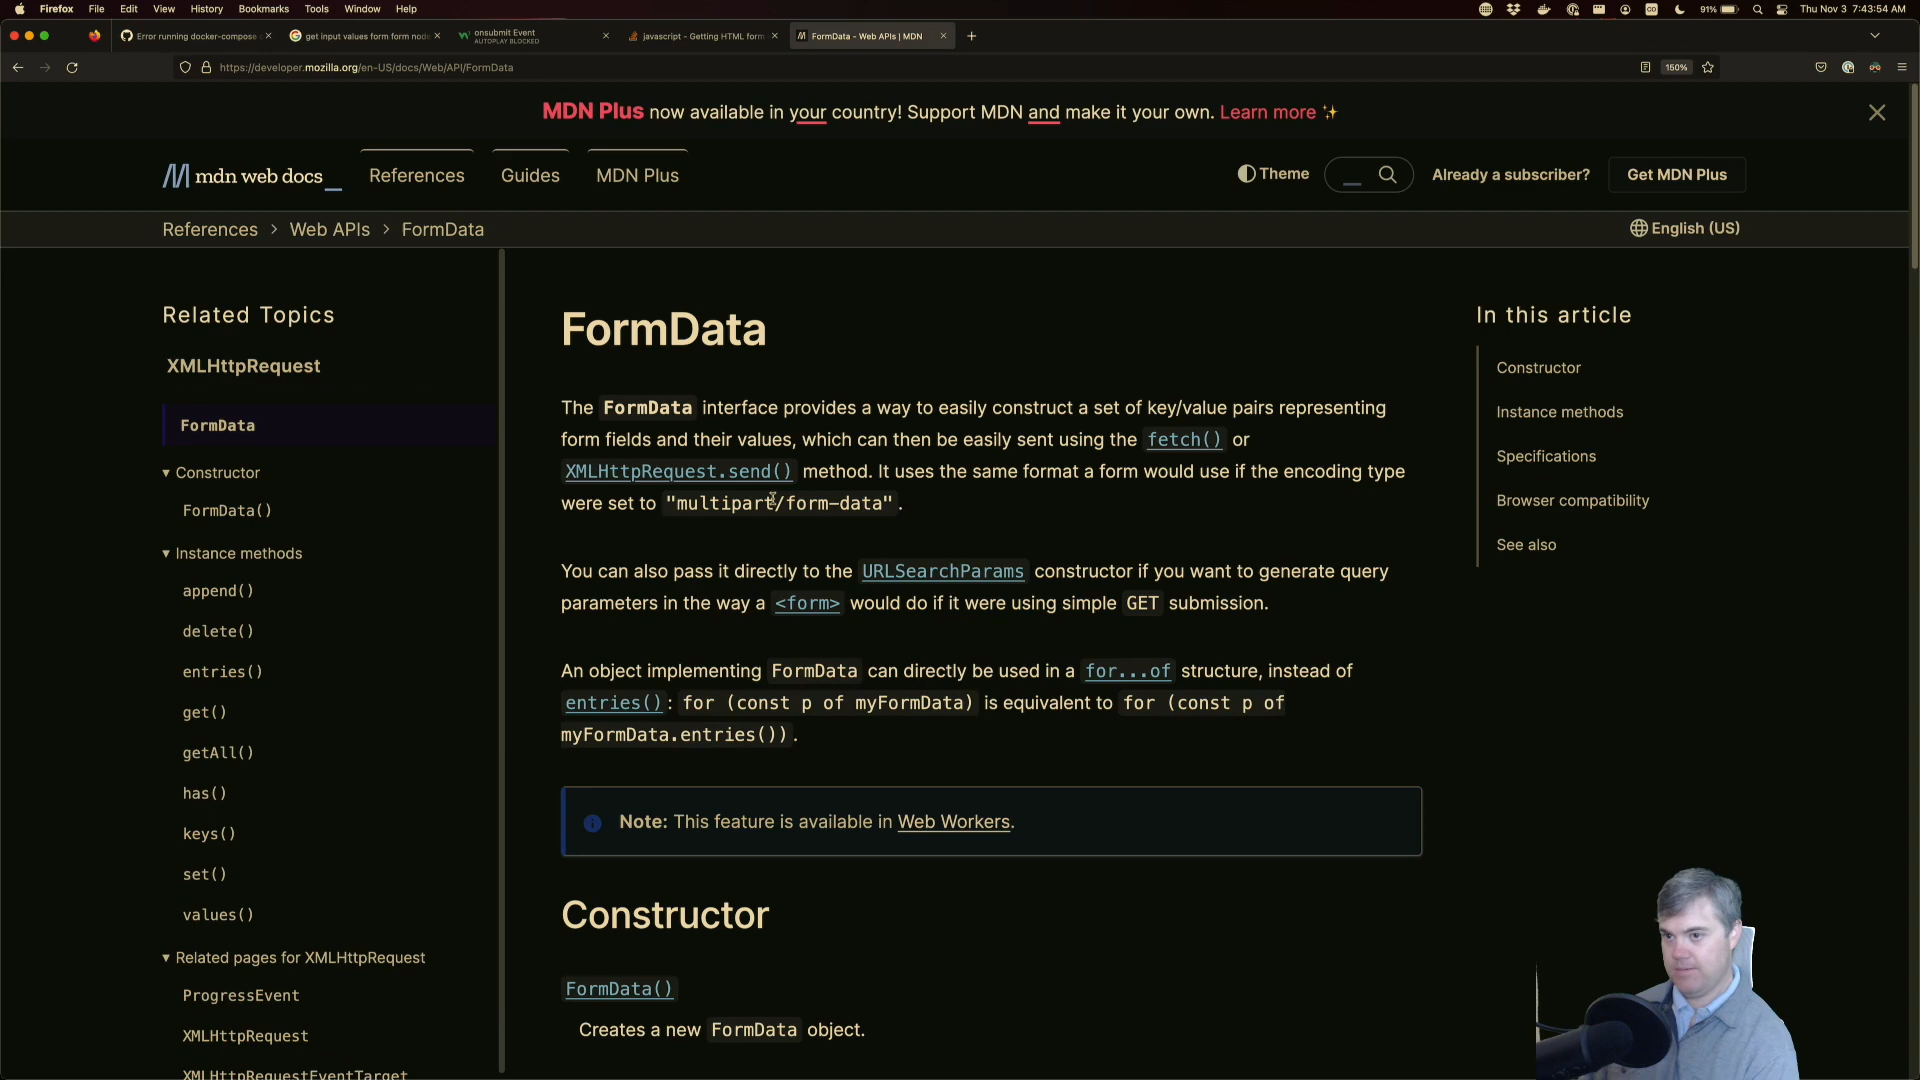 Firefox File Edit View History Bookmarks Tools Window Help
91% Thu Nov 3 7:43:54 AM
Error running docker-compose
get input values form form node
onsubmit Event
AUTOPLAY BLOCKED
javascript - Getting HTML form
FormData - Web APIs | MDN
https://developer.mozilla.org/en-US/docs/Web/API/FormData
150%
MDN Plus now available in your country! Support MDN and make it your own. Learn more ✨
mdn web docs_
References
Guides
MDN Plus
Theme
Already a subscriber?
Get MDN Plus
References > Web APIs > FormData
English (US)
Related Topics
XMLHttpRequest
FormData
Constructor
FormData()
Instance methods
append()
delete()
entries()
get()
getAll()
has()
keys()
set()
values()
Related pages for XMLHttpRequest
ProgressEvent
XMLHttpRequest
XMLHttpRequestEventTarget
FormData
The FormData interface provides a way to easily construct a set of key/value pairs representing
form fields and their values, which can then be easily sent using the fetch() or
XMLHttpRequest.send() method. It uses the same format a form would use if the encoding type
were set to "multipart/form-data".
You can also pass it directly to the URLSearchParams constructor if you want to generate query
parameters in the way a <form> would do if it were using simple GET submission.
An object implementing FormData can directly be used in a for...of structure, instead of
entries(): for (const p of myFormData) is equivalent to for (const p of
myFormData.entries()).
Note: This feature is available in Web Workers.
Constructor
FormData()
Creates a new FormData object.
In this article
Constructor
Instance methods
Specifications
Browser compatibility
See also